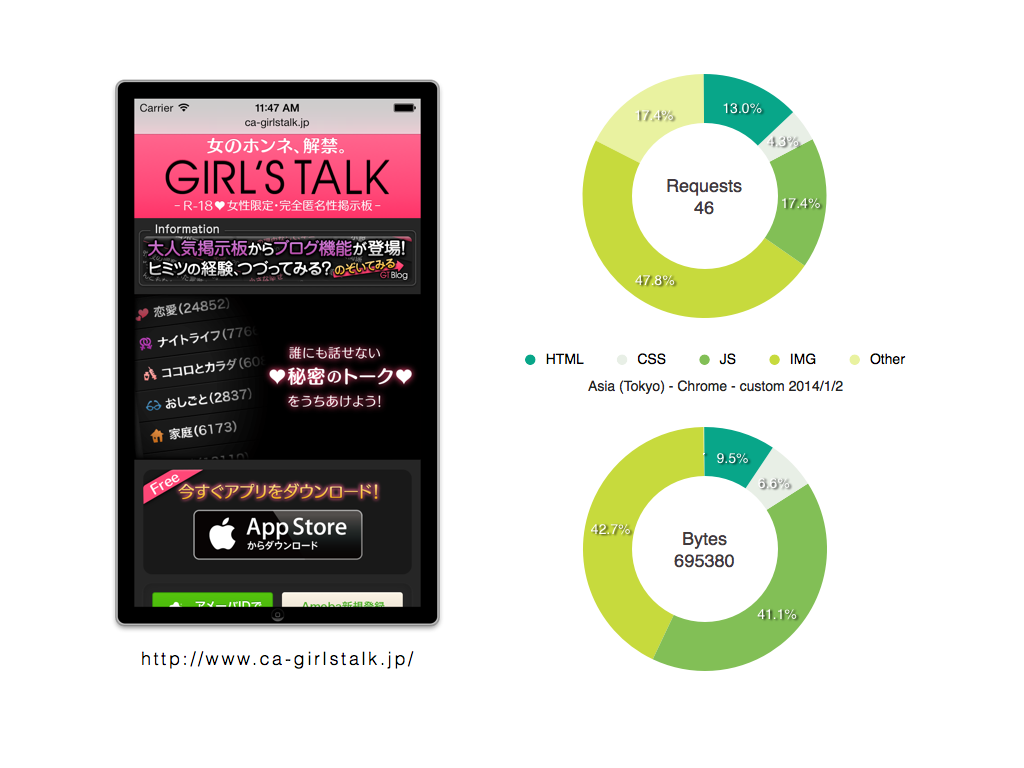 Carrier 11:47 AM
ca-girlstalk.jp
女のホンネ、解禁。
GIRL'S TALK
- R-18♥女性限定・完全匿名性掲示板 -
Information
大人気掲示板からブログ機能が登場!
ヒミツの経験、つづってみる? のぞいてみる
GTBlog
恋愛(24852)
ナイトライフ(776
ココロとカラダ(60
おしごと(2837)
家庭(6173)
誰にも話せない
♥秘密のトーク♥
をうちあけよう!
Free
今すぐアプリをダウンロード!
App Store
からダウンロード
アメーバIDで Ameba新規登録
http://www.ca-girlstalk.jp/
13.0%
4.3%
17.4%
47.8%
17.4%
Requests
46
HTML CSS JS IMG Other
Asia (Tokyo) - Chrome - custom 2014/1/2
9.5%
6.6%
41.1%
42.7%
Bytes
695380